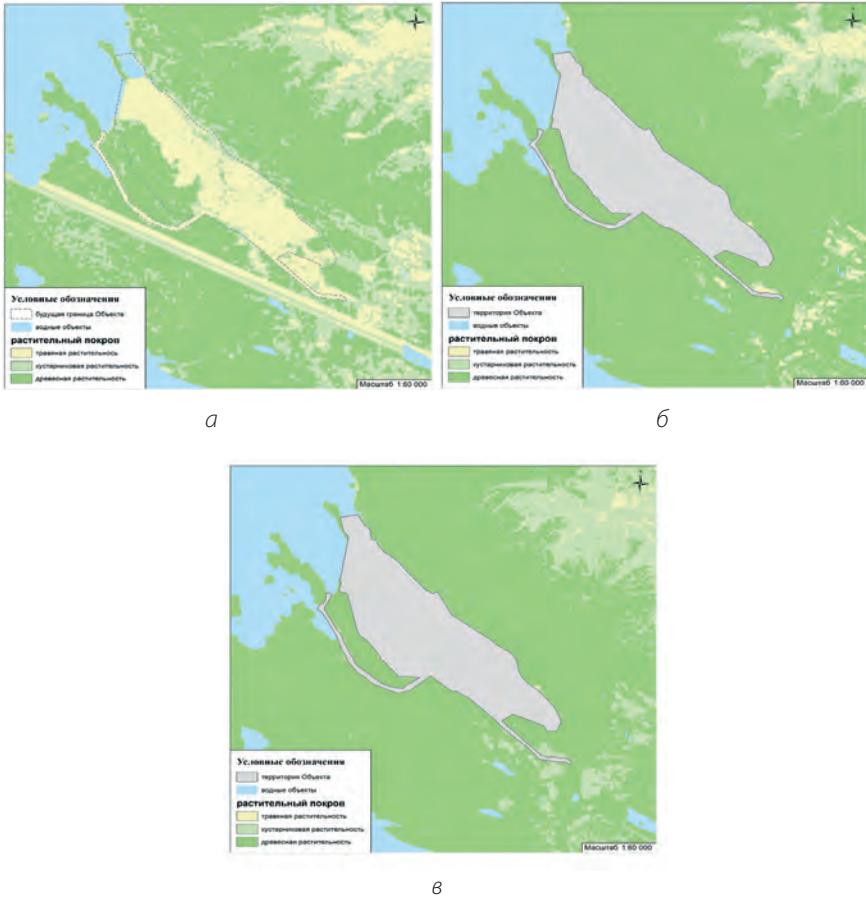 Условные обозначения
будущая граница Объекта
водные объекты
растительный покров
травяная растительнось
кустарниковая растительность
древесная растительность
Масштаб 1:60 000
а
Условные обозначения
территория Объекта
водные объекты
растительный покров
травяная растительность
кустарниковая растительность
древесная растительность
Масштаб 1:60 000
б
Условные обозначения
территория Объекта
водные объекты
растительный покров
травяная растительность
кустарниковая растительность
древесная растительность
Масштаб 1:60 000
в